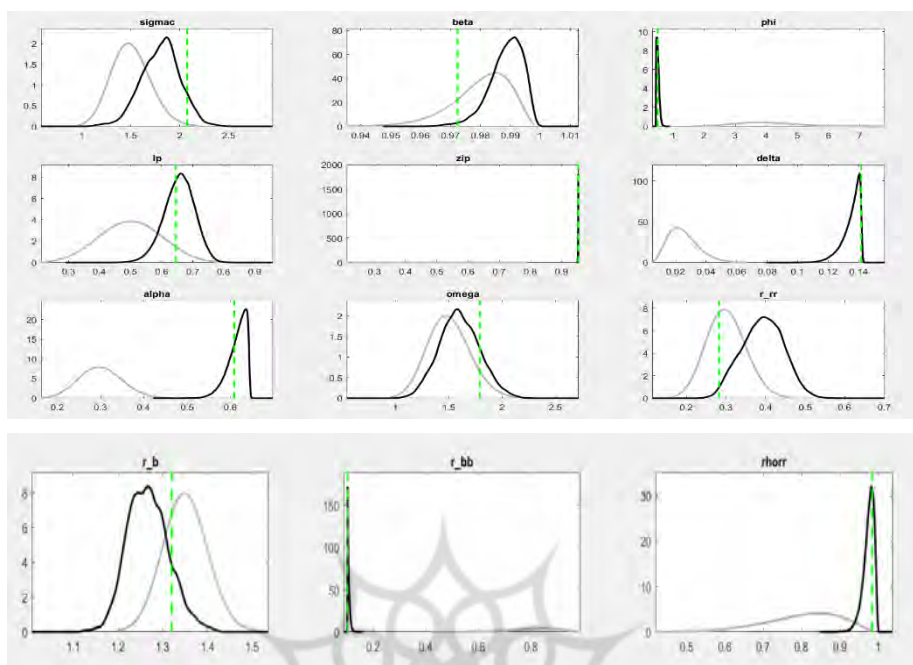 sigmac
2
1.5
1
0.5
0
1 1.5 2 2.5
beta
80
60
40
20
0
0.94 0.95 0.96 0.97 0.98 0.99 1 1.01
phi
10
8
6
4
2
0
1 2 3 4 5 6 7
lp
8
6
4
2
0
0.3 0.4 0.5 0.6 0.7 0.8 0.9
zip
2000
1500
1000
500
0
0.3 0.4 0.5 0.6 0.7 0.8 0.9
delta
100
50
0
0.02 0.04 0.06 0.08 0.1 0.12 0.14
alpha
20
15
10
5
0
0.2 0.3 0.4 0.5 0.6
omega
2
1.5
1
0.5
0
1 1.5 2 2.5
r_rr
8
6
4
2
0
0.2 0.3 0.4 0.5 0.6 0.7
r_b
8
6
4
2
0
1.1 1.2 1.3 1.4 1.5
r_bb
150
100
50
0
0.2 0.4 0.6 0.8
rhorr
30
20
10
0
0.5 0.6 0.7 0.8 0.9 1